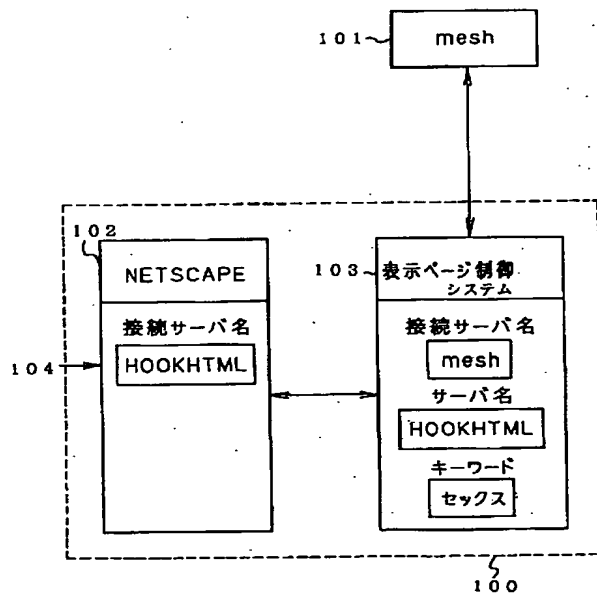 101
mesh
102
NETSCAPE
接続サーバ名
HOOKHTML
104
103
表示ページ制御
システム
接続サーバ名
mesh
サーバ名
HOOKHTML
キーワード
セックス
100